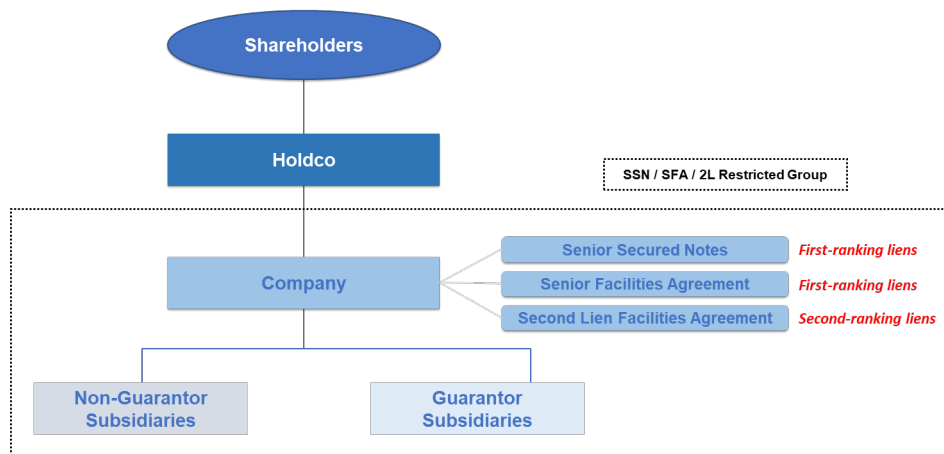 Shareholders
Holdco
SSN / SFA / 2L Restricted Group
Senior Secured Notes
First-ranking liens
Company
Senior Facilities Agreement
First-ranking liens
Second Lien Facilities Agreement
Second-ranking liens
Non-Guarantor
Subsidiaries
Guarantor
Subsidiaries